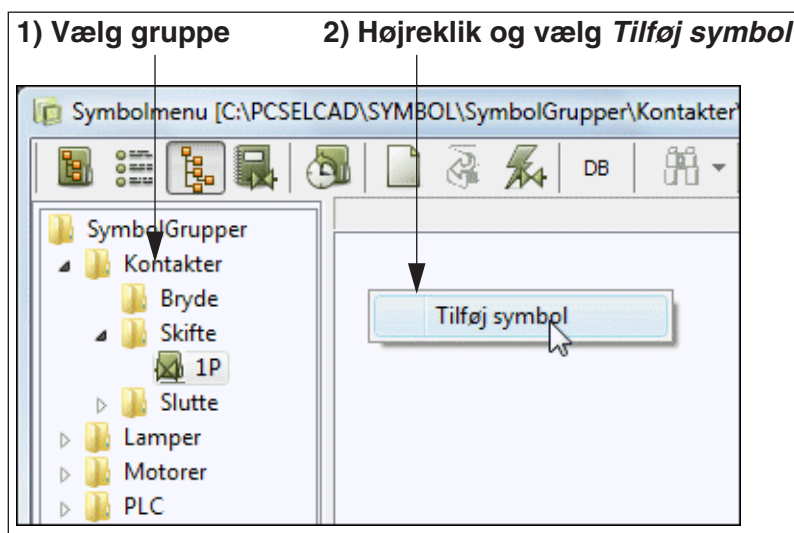 1) Vælg gruppe 2) Højreklik og vælg Tilføj symbol
Symbolmenu [C:\PCSELCAD\SYMBOL\SymbolGrupper\Kontakter\
DB
SymbolGrupper
Kontakter
Bryde
Skifte
1P
Slutte
Lamper
Motorer
PLC
Tilføj symbol